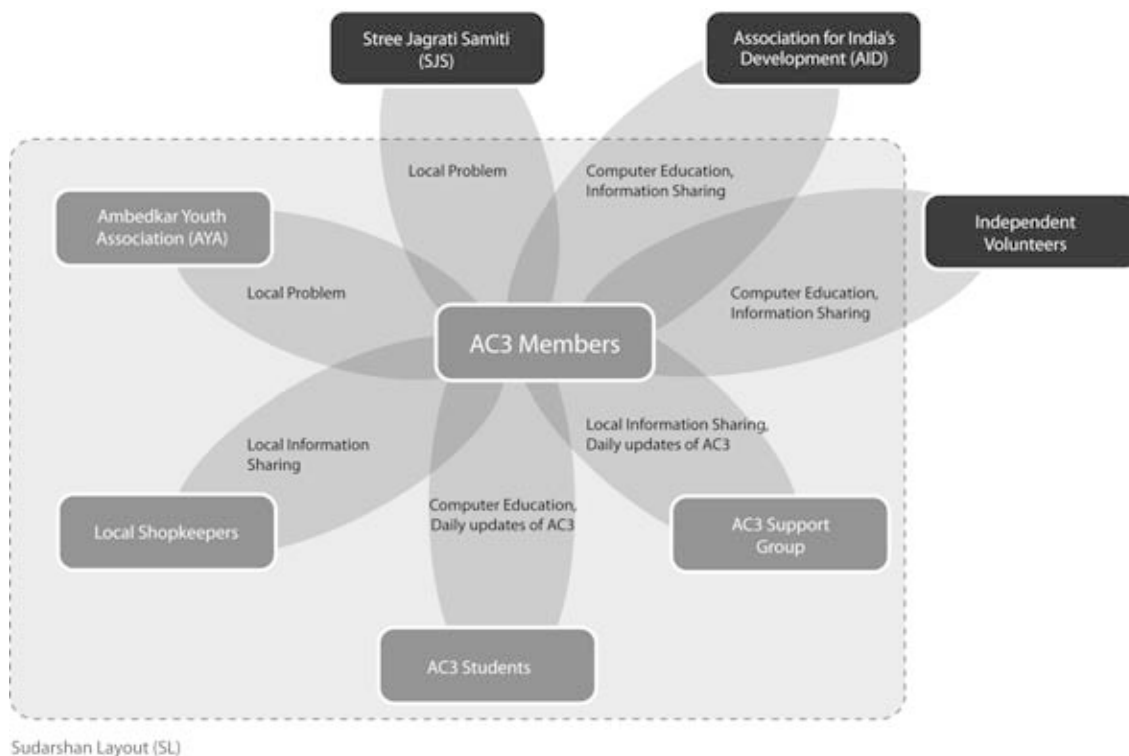 Stree Jagrati Samiti
(SJS)
Association for India's
Development (AID)
Local Problem
Computer Education,
Information Sharing
Ambedkar Youth
Association (AYA)
Independent
Volunteers
Local Problem
Computer Education,
Information Sharing
AC3 Members
Local Information
Sharing
Local Information Sharing,
Daily updates of AC3
Computer Education,
Daily updates of AC3
Local Shopkeepers
AC3 Support
Group
AC3 Students
Sudarshan Layout (SL)